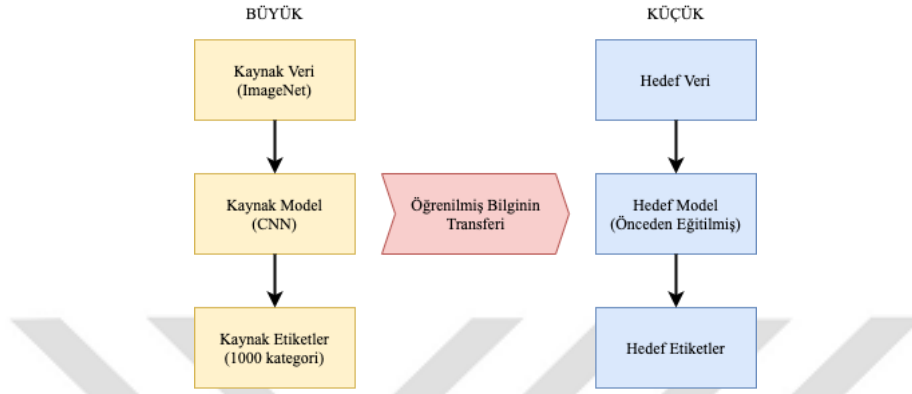 BÜYÜK
KÜÇÜK
Kaynak Veri
(ImageNet)
Hedef Veri
Kaynak Model
(CNN)
Öğrenilmiş Bilginin
Transferi
Hedef Model
(Önceden Eğitilmiş)
Kaynak Etiketler
(1000 kategori)
Hedef Etiketler